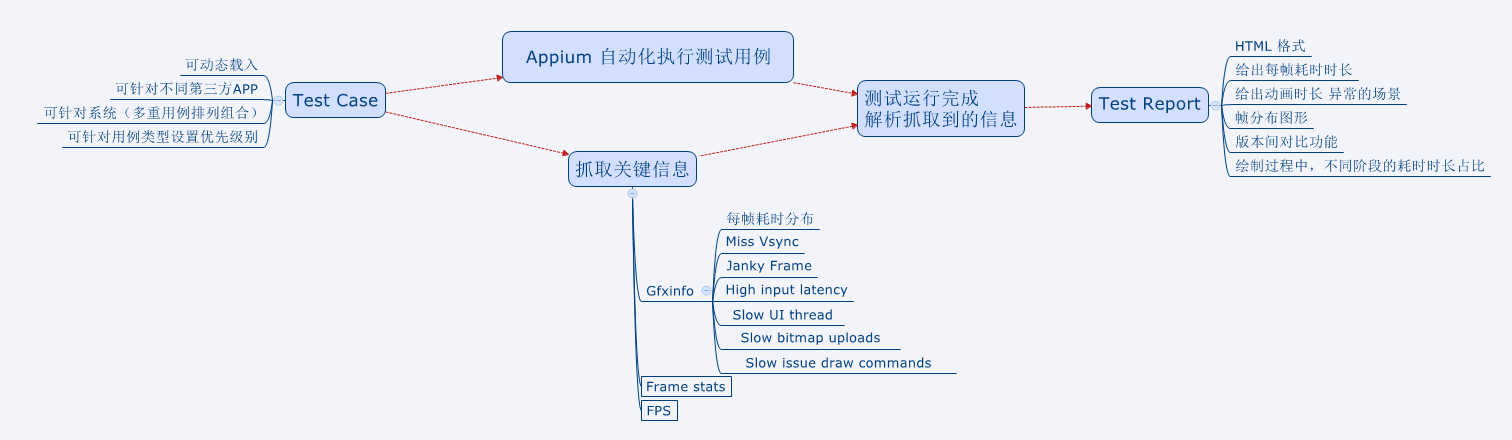 可动态载入
可针对不同第三方APP
可针对系统（多重用例排列组合）
可针对用例类型设置优先级别
Test Case
Appium 自动化执行测试用例
抓取关键信息
Gfxinfo
每帧耗时分布
Miss Vsync
Janky Frame
High input latency
Slow UI thread
Slow bitmap uploads
Slow issue draw commands
Frame stats
FPS
测试运行完成
解析抓取到的信息
Test Report
HTML 格式
给出每帧耗时时长
给出动画时长 异常的场景
帧分布图形
版本间对比功能
绘制过程中，不同阶段的耗时时长占比